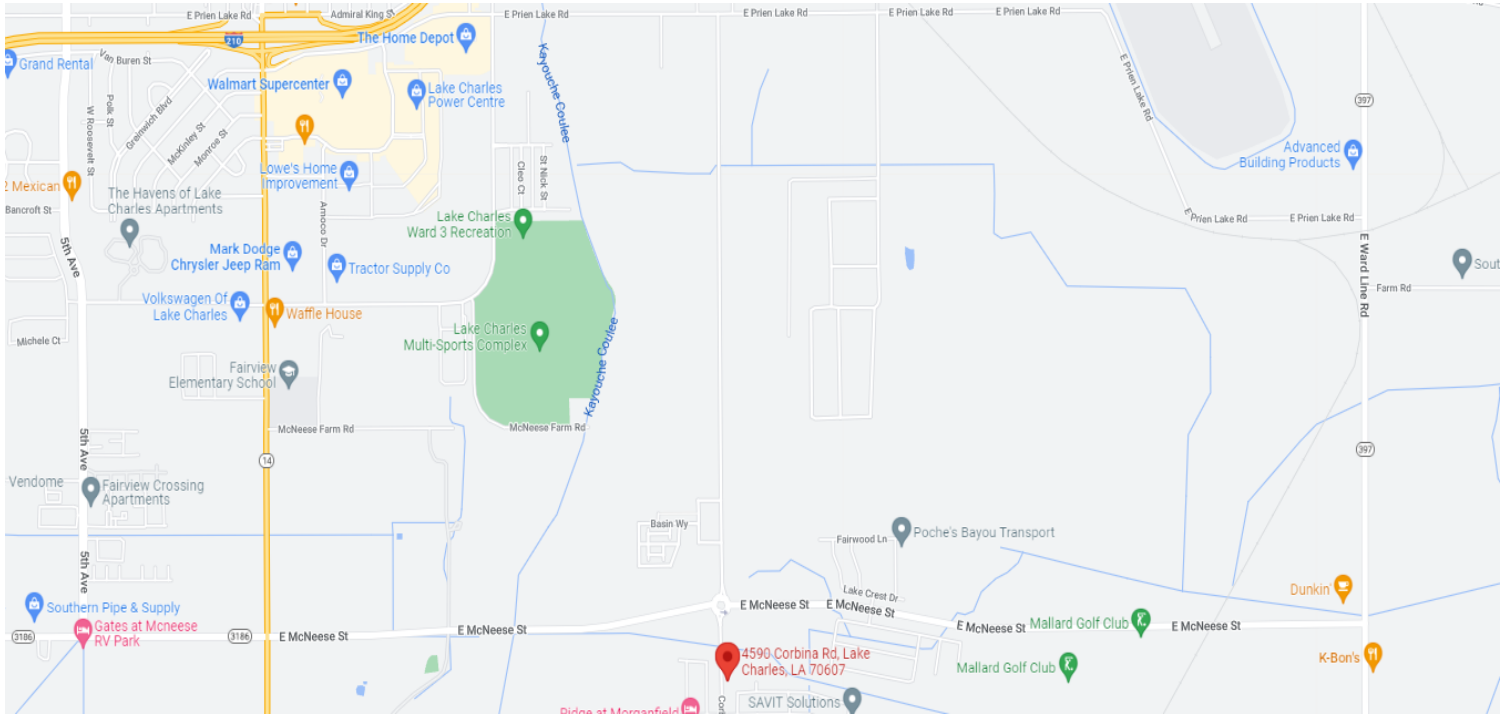 E Prien Lake Rd
Admiral King S
E Prien Lake Rd
E Prien Lake Rd
E Prien Lake Rd
E Prien Lake Rd
210
The Home Depot
Grand Rental
Van Buren St
Kayouche Coulee
E Prien Lake Rd
Walmart Supercenter
Lake Charles
Power Centre
Polk St
W Roosevelt St
Greinwich Blvd
McKinley St
Monroe St
397
Advanced
Building Products
Lowe's Home
Improvement
Cleo Ct
St Nick St
2 Mexican
The Havens of Lake
Charles Apartments
Bancroft St
Amoco Dr
Lake Charles
Ward 3 Recreation
E Prien Lake Rd
E Prien Lake Rd
5th Ave
Mark Dodge
Chrysler Jeep Ram
Tractor Supply Co
E Ward Line Rd
Sout
Farm Rd
Volkswagen Of
Lake Charles
Waffle House
Michele Ct
Lake Charles
Multi-Sports Complex
Kayouche Coulee
Fairview
Elementary School
McNeese Farm Rd
McNeese Farm Rd
5th Ave
14
397
Vendome
Fairview Crossing
Apartments
Basin Wy
Fairwood Ln
Poche's Bayou Transport
5th Ave
Lake Crest Dr
Dunkin'
Southern Pipe & Supply
E McNeese St
E McNeese St
3186
Gates at Mcneese
RV Park
3186
E McNeese St
E McNeese St
E McNeese St
Mallard Golf Club
E McNeese St
4590 Corbina Rd, Lake
Charles, LA 70607
Mallard Golf Club
K-Bon's
SAVIT Solutions
Ridge at Morganfield